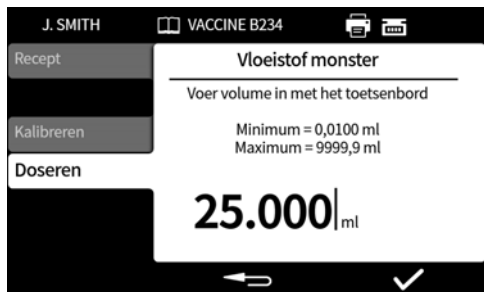 J. SMITH VACCINE B234
Recept
Kalibreren
Doseren
Vloeistof monster
Voer volume in met het toetsenbord
Minimum = 0,0100 ml
Maximum = 9999,9 ml
25.000 ml